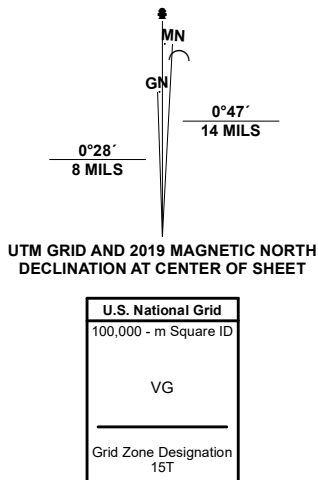 MN
GN
0°47´
14 MILS
0°28´
8 MILS
UTM GRID AND 2019 MAGNETIC NORTH
DECLINATION AT CENTER OF SHEET
U.S. National Grid
100,000 - m Square ID
VG
Grid Zone Designation
15T